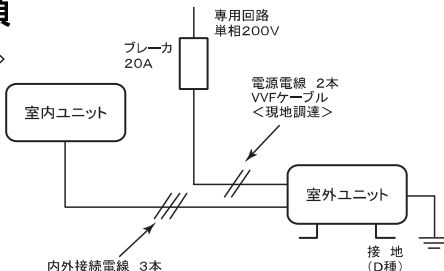 専用回路
単相200V
ブレーカ
20A
電源電線 2本
VVFケーブル
<現地調達>
室内ユニット
室外ユニット
接 地
(D種)
内外接続電線 3本